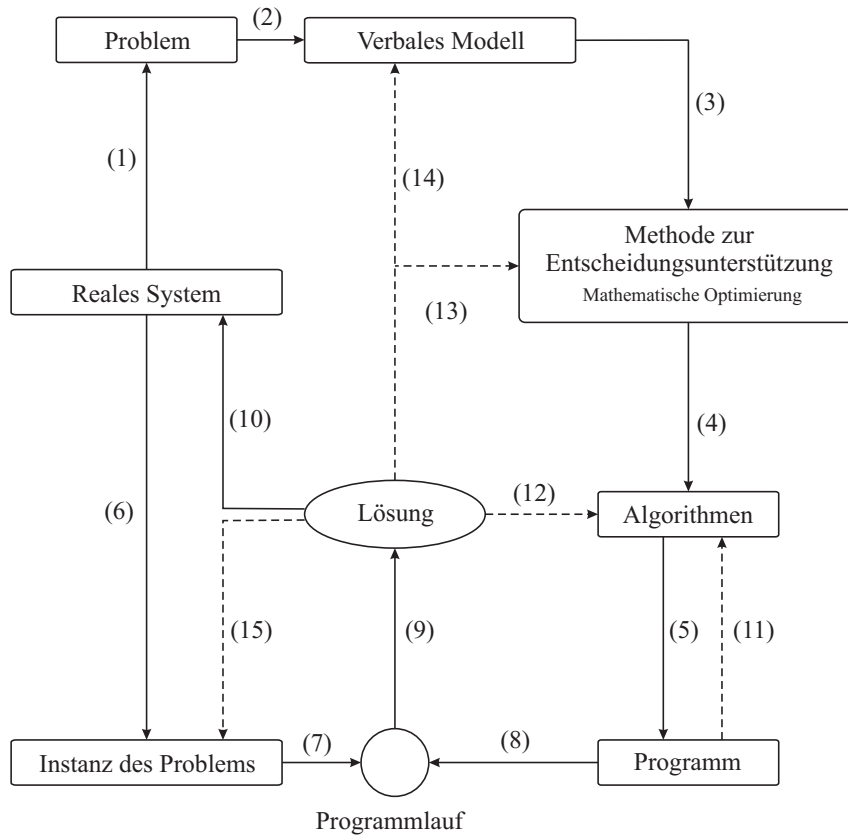 (2)
Problem
Verbales Modell
(3)
(1)
(14)
Methode zur
Entscheidungsunterstützung
Mathematische Optimierung
Reales System
(13)
(10)
(4)
(6)
(12)
Lösung
Algorithmen
(15)
(9)
(5)
(11)
(7)
(8)
Instanz des Problems
Programm
Programmlauf